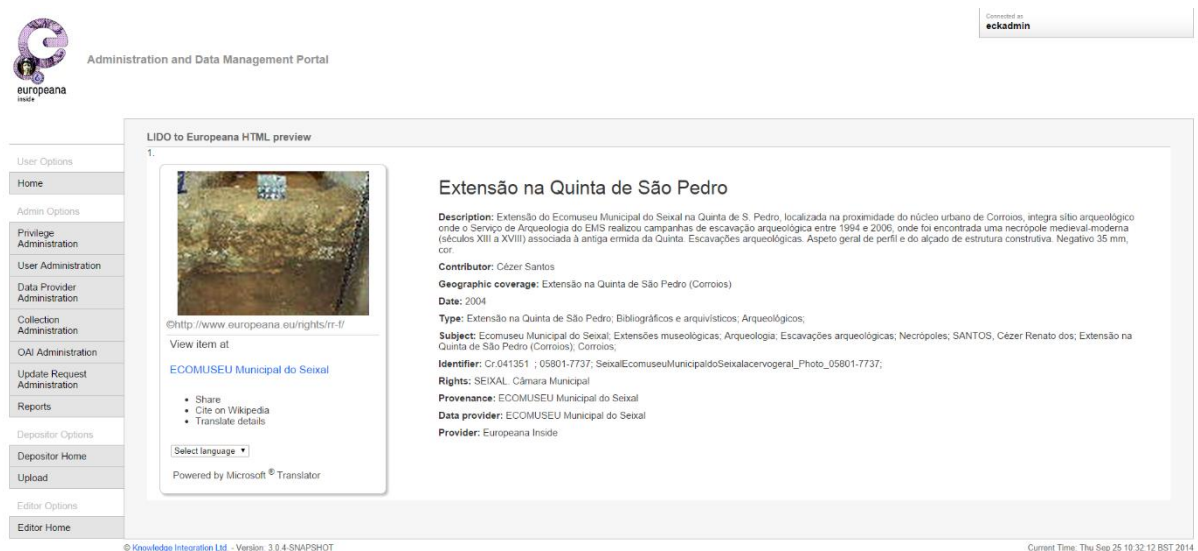 Connected as
eckadmin
europeana
inside
Administration and Data Management Portal
User Options
Home
Admin Options
Privilege
Administration
User Administration
Data Provider
Administration
Collection
Administration
OAI Administration
Update Request
Administration
Reports
Depositor Options
Depositor Home
Upload
Editor Options
Editor Home
LIDO to Europeana HTML preview
1.
©http://www.europeana.eu/rights/rr-f/
View item at
ECOMUSEU Municipal do Seixal
• Share
• Cite on Wikipedia
• Translate details
Select language ▼
Powered by Microsoft ® Translator
Extensão na Quinta de São Pedro
Description: Extensão do Ecomuseu Municipal do Seixal na Quinta de S. Pedro, localizada na proximidade do núcleo urbano de Corroios, integra sítio arqueológico
onde o Serviço de Arqueologia do EMS realizou campanhas de escavação arqueológica entre 1994 e 2006, onde foi encontrada uma necrópole medieval-moderna
(séculos XIII a XVIII) associada à antiga ermida da Quinta. Escavações arqueológicas. Aspeto geral de perfil e do alçado de estrutura construtiva. Negativo 35 mm,
cor.
Contributor: Cézer Santos
Geographic coverage: Extensão na Quinta de São Pedro (Corroios)
Date: 2004
Type: Extensão na Quinta de São Pedro; Bibliográficos e arquivísticos; Arqueológicos;
Subject: Ecomuseu Municipal do Seixal; Extensões museológicas; Arqueologia; Escavações arqueológicas; Necrópoles; SANTOS, Cézer Renato dos; Extensão na
Quinta de São Pedro (Corroios); Corroios;
Identifier: Cr.041351 ; 05801-7737; SeixalEcomuseuMunicipaldoSeixalacervogeral_Photo_05801-7737;
Rights: SEIXAL. Câmara Municipal
Provenance: ECOMUSEU Municipal do Seixal
Data provider: ECOMUSEU Municipal do Seixal
Provider: Europeana Inside
© Knowledge Integration Ltd. - Version: 3.0.4-SNAPSHOT
Current Time: Thu Sep 25 10:32:12 BST 2014